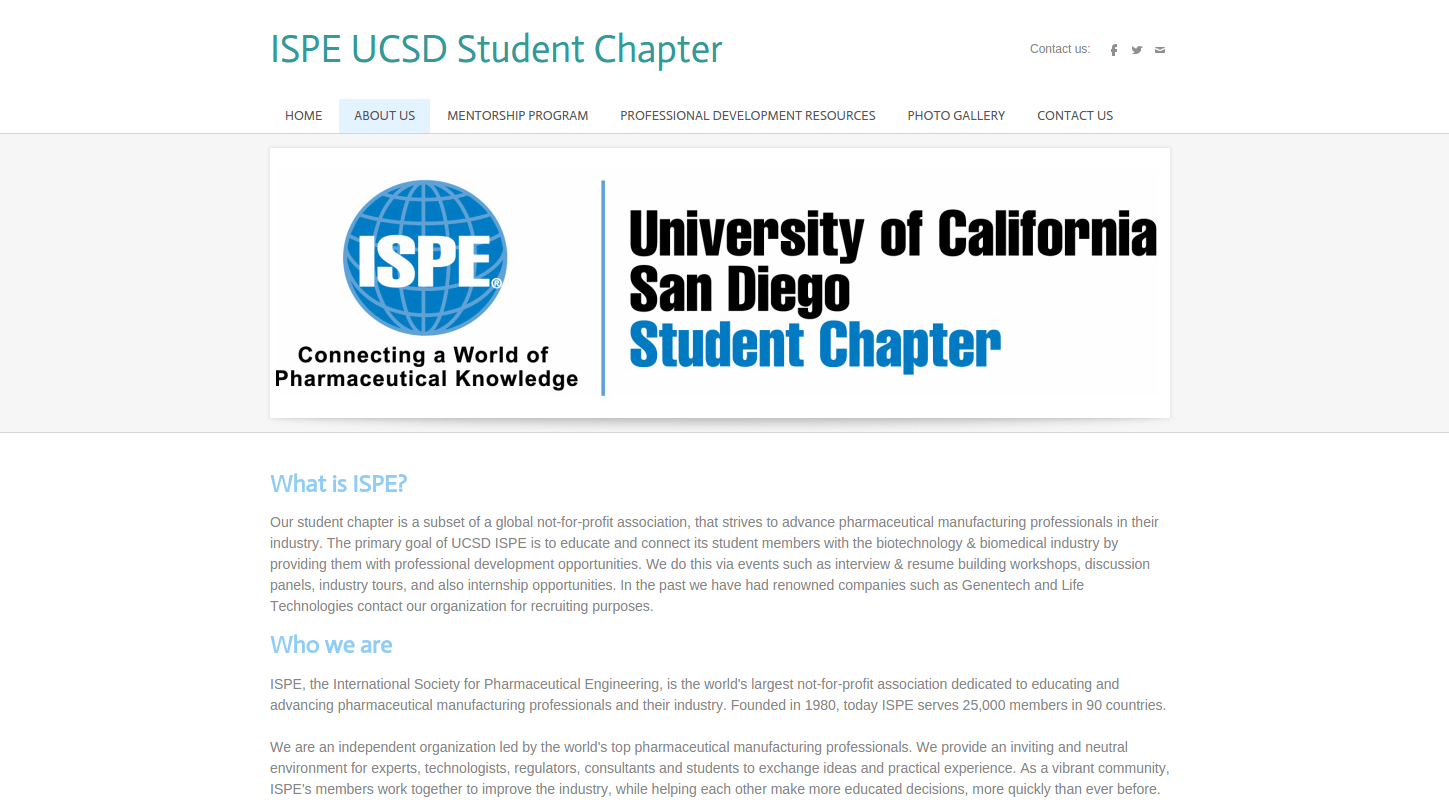 ISPE UCSD Student Chapter
Contact us:
HOME ABOUT US MENTORSHIP PROGRAM PROFESSIONAL DEVELOPMENT RESOURCES PHOTO GALLERY CONTACT US
ISPE®
Connecting a World of
Pharmaceutical Knowledge
University of California
San Diego
Student Chapter
What is ISPE?
Our student chapter is a subset of a global not-for-profit association, that strives to advance pharmaceutical manufacturing professionals in their
industry. The primary goal of UCSD ISPE is to educate and connect its student members with the biotechnology & biomedical industry by
providing them with professional development opportunities. We do this via events such as interview & resume building workshops, discussion
panels, industry tours, and also internship opportunities. In the past we have had renowned companies such as Genentech and Life
Technologies contact our organization for recruiting purposes.
Who we are
ISPE, the International Society for Pharmaceutical Engineering, is the world's largest not-for-profit association dedicated to educating and
advancing pharmaceutical manufacturing professionals and their industry. Founded in 1980, today ISPE serves 25,000 members in 90 countries.
We are an independent organization led by the world's top pharmaceutical manufacturing professionals. We provide an inviting and neutral
environment for experts, technologists, regulators, consultants and students to exchange ideas and practical experience. As a vibrant community,
ISPE's members work together to improve the industry, while helping each other make more educated decisions, more quickly than ever before.